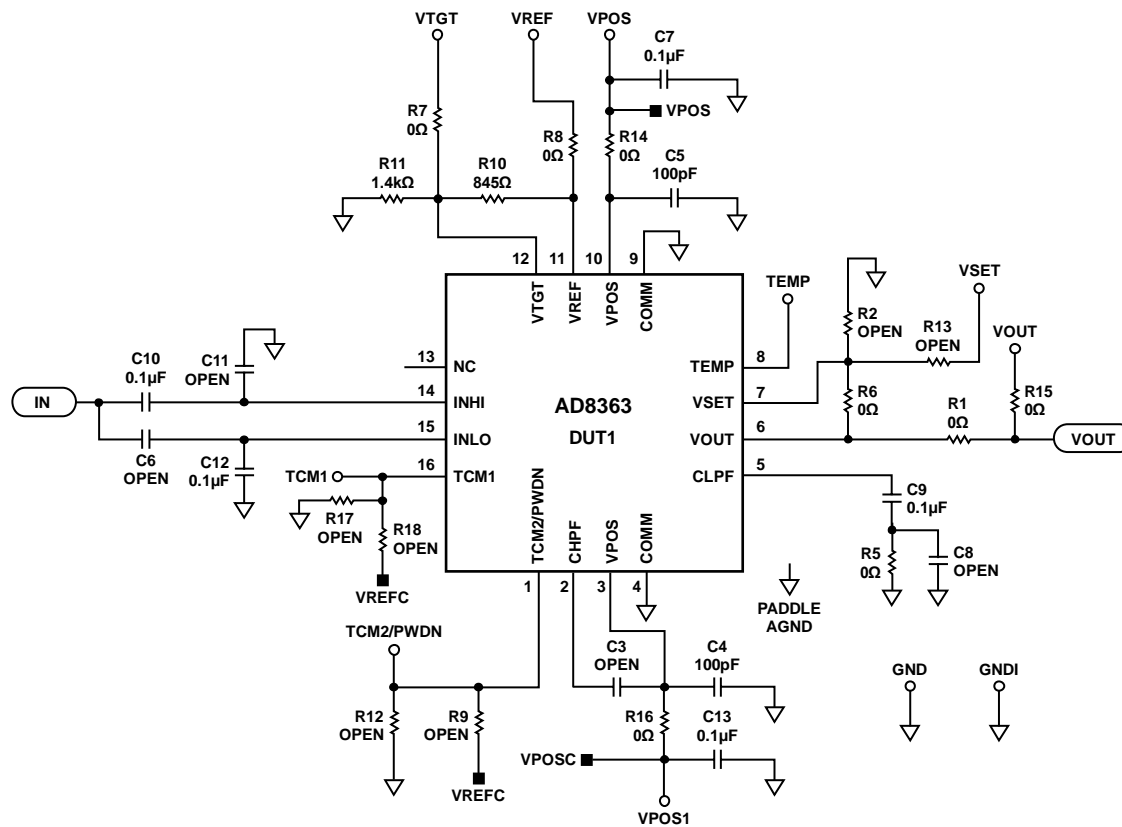 VTGT
VREF
VPOS
C7
0.1µF
VPOS
R7
0Ω
R8
0Ω
R14
0Ω
C5
100pF
R11
1.4kΩ
R10
845Ω
12
11
10
9
VTGT
VREF
VPOS
COMM
TEMP
VSET
R2
OPEN
R13
OPEN
VOUT
C10
0.1µF
C11
OPEN
13
NC
TEMP
8
IN
14
INHI
AD8363
DUT1
VSET
7
R6
0Ω
R1
0Ω
R15
0Ω
15
INLO
VOUT
6
VOUT
C6
OPEN
C12
0.1µF
TCM1
16
TCM1
CLPF
5
C9
0.1µF
R17
OPEN
R18
OPEN
TCM2/PWDN
CHPF
VPOS
COMM
R5
0Ω
C8
OPEN
VREFC
1
2
3
4
PADDLE
AGND
TCM2/PWDN
C3
OPEN
C4
100pF
GND
GNDI
R12
OPEN
R9
OPEN
R16
0Ω
C13
0.1µF
VPOSC
VREFC
VPOS1